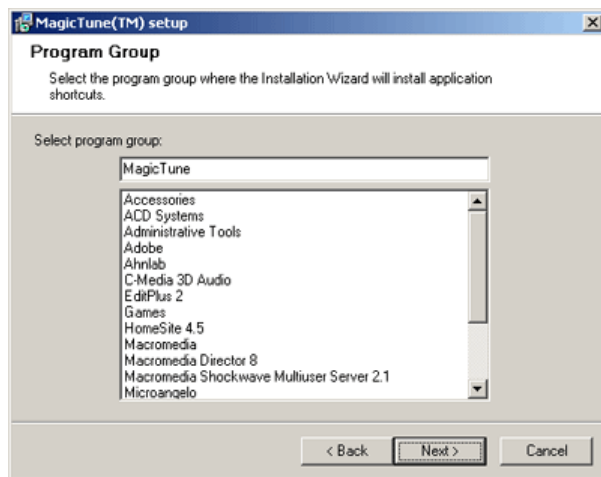 MagicTune(TM) setup
Program Group
Select the program group where the Installation Wizard will install application
shortcuts.
Select program group:
MagicTune
Accessories
ACD Systems
Administrative Tools
Adobe
Ahnlab
C-Media 3D Audio
EditPlus 2
Games
HomeSite 4.5
Macromedia
Macromedia Director 8
Macromedia Shockwave Multiuser Server 2.1
Microangelo
< Back Next > Cancel